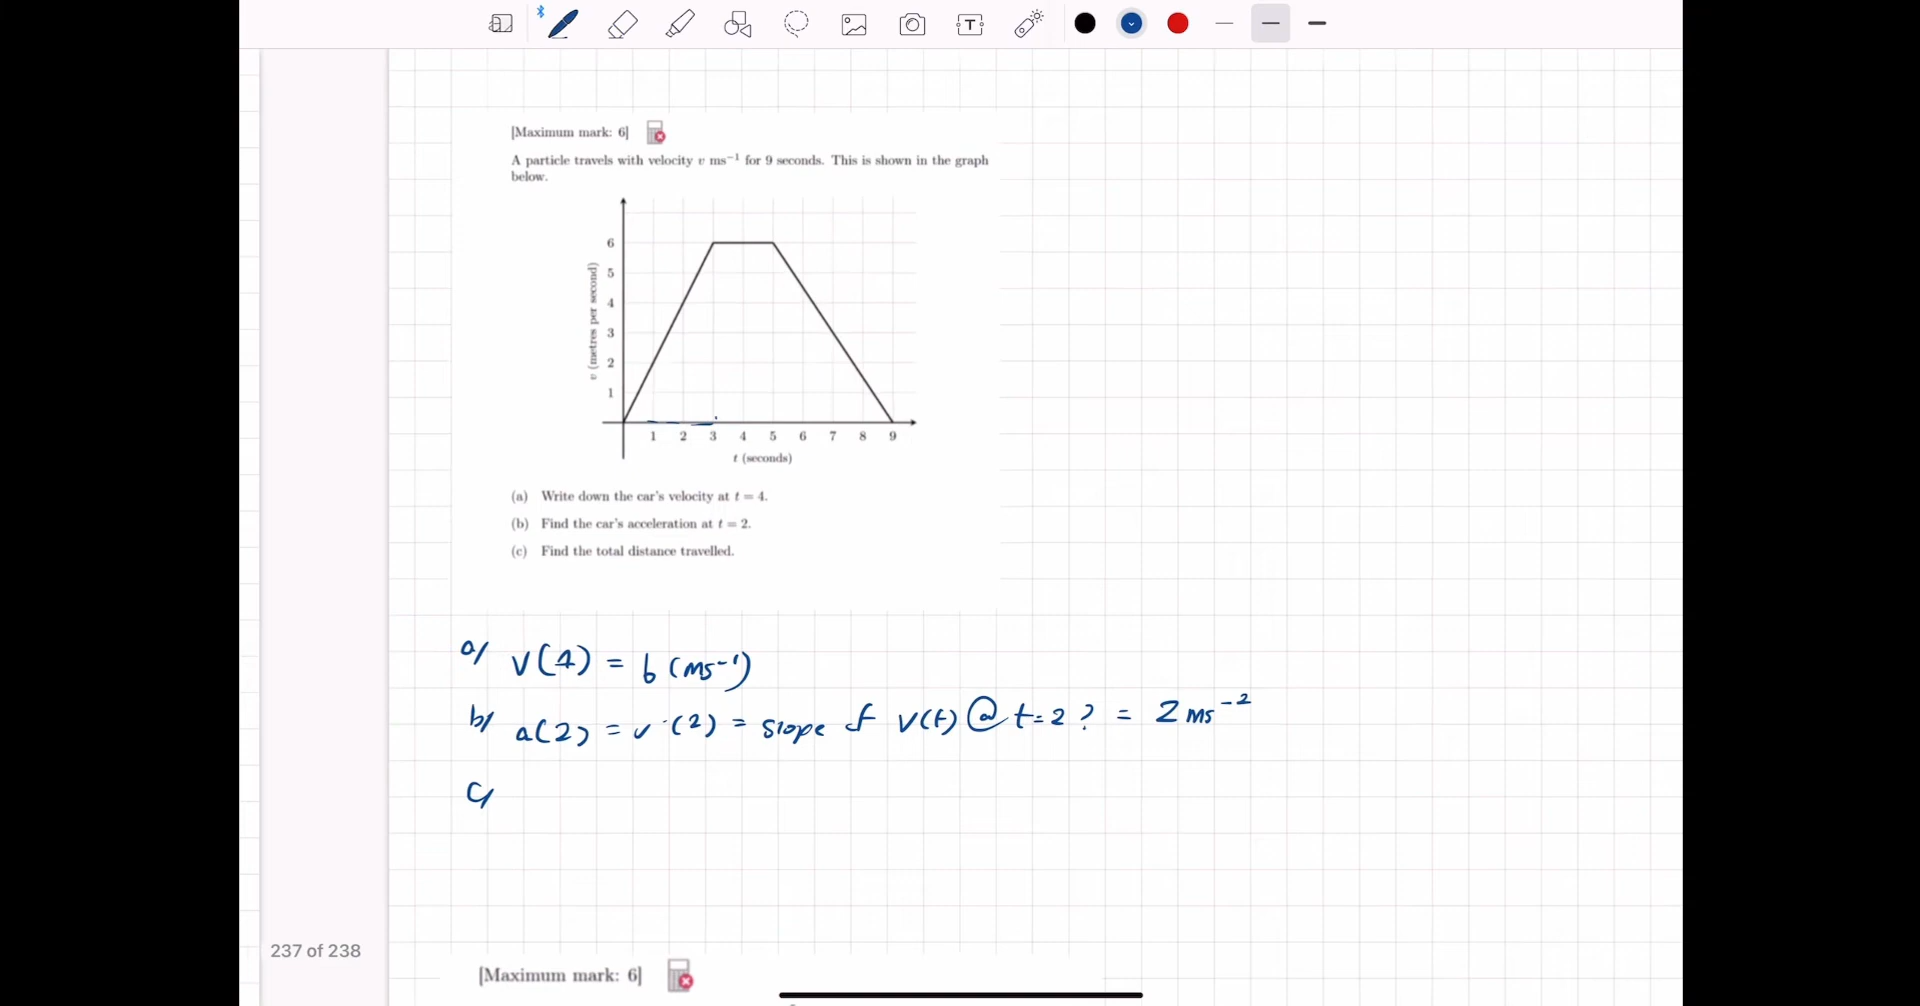 [Maximum mark: 6]
A particle travels with velocity v ms⁻¹ for 9 seconds. This is shown in the graph
below.
v (metres per second)
6
5
4
3
2
1
1 2 3 4 5 6 7 8 9
t (seconds)
(a) Write down the car's velocity at t = 4.
(b) Find the car's acceleration at t = 2.
(c) Find the total distance travelled.
a/ v(4) = 6 (ms⁻¹)
b/ a(2) = v'(2) = slope of v(t) @ t=2? = 2 ms⁻²
c/
237 of 238
[Maximum mark: 6]